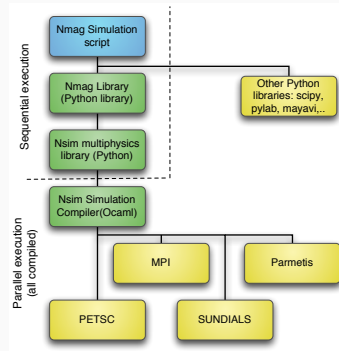 Nmag Simulation
script
Sequential execution
Nmag Library
(Python library)
Other Python
libraries: scipy,
pylab, mayavi,..
Nsim multiphysics
library (Python)
Nsim Simulation
Compiler(Ocaml)
Parallel execution
(all compiled)
MPI
Parmetis
PETSC
SUNDIALS